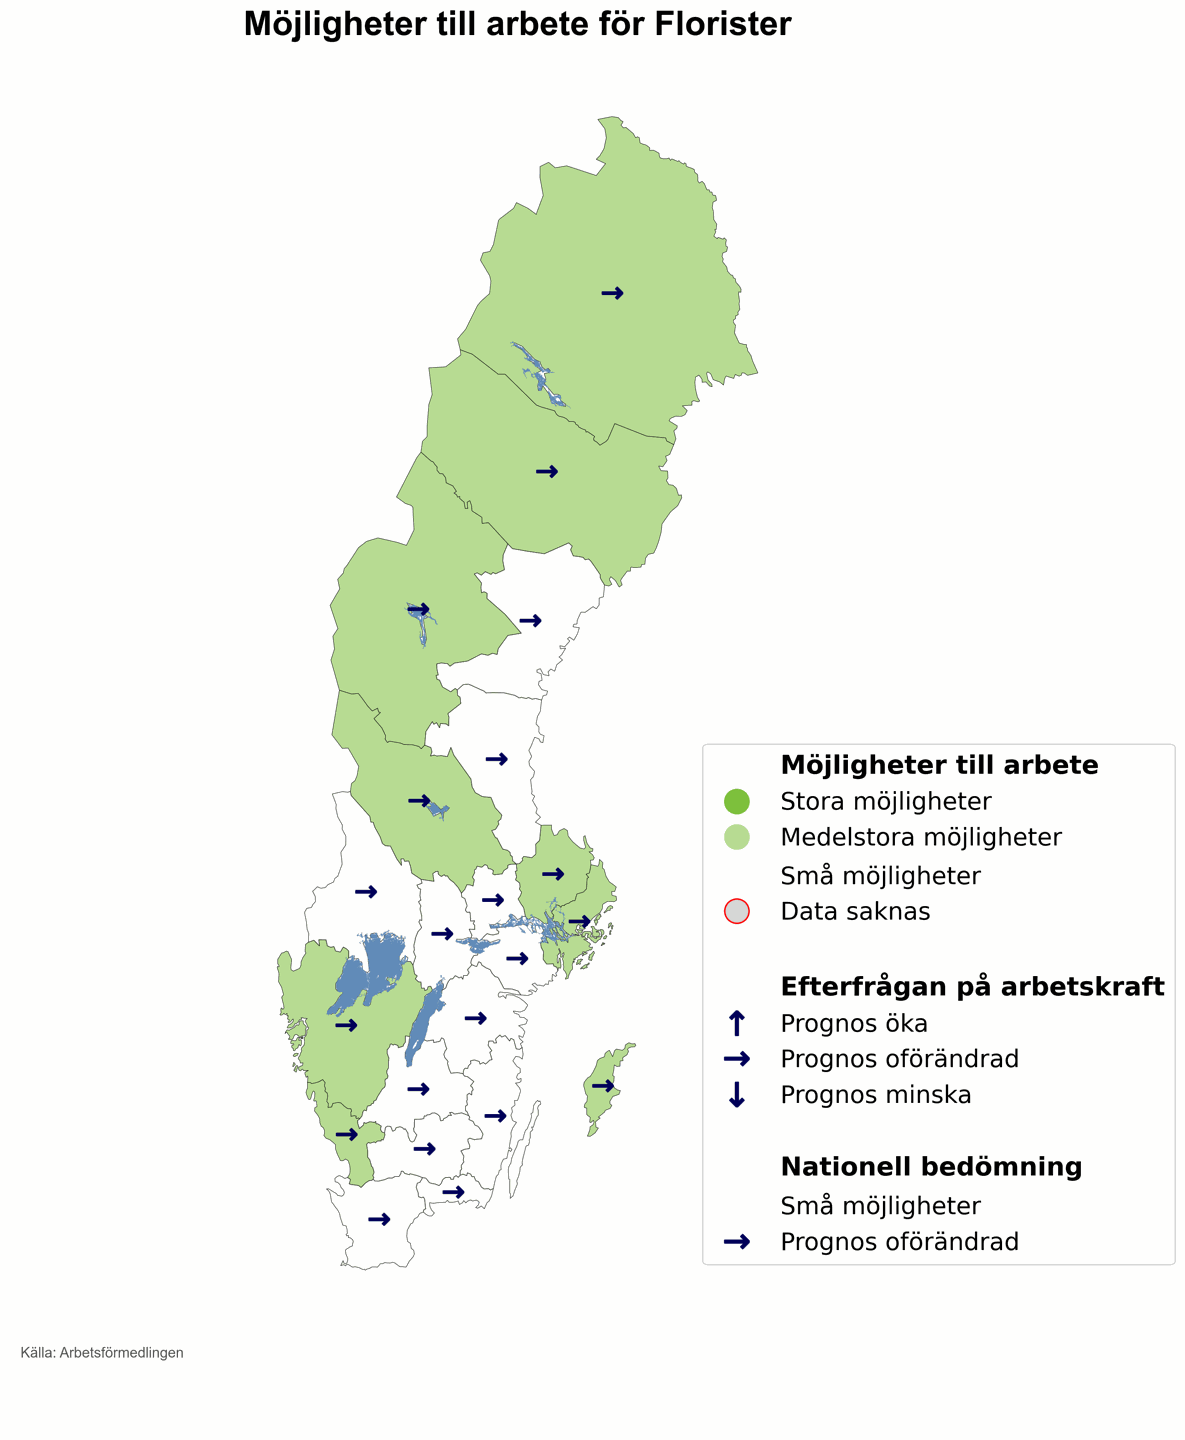 Möjligheter till arbete för Florister
Möjligheter till arbete
Stora möjligheter
Medelstora möjligheter
Små möjligheter
Data saknas
Efterfrågan på arbetskraft
Prognos öka
Prognos oförändrad
Prognos minska
Nationell bedömning
Små möjligheter
Prognos oförändrad
Källa: Arbetsförmedlingen